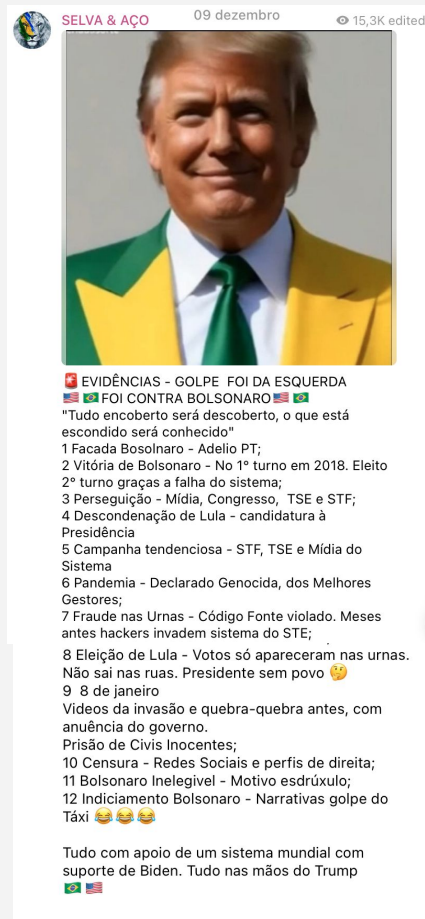 SELVA & AÇO
09 dezembro
15,3K edited
🚨 EVIDÊNCIAS - GOLPE FOI DA ESQUERDA
🇺🇸 🇧🇷FOI CONTRA BOLSONARO🇺🇸 🇧🇷
"Tudo encoberto será descoberto, o que está
escondido será conhecido"
1 Facada Bosolnaro - Adelio PT;
2 Vitória de Bolsonaro - No 1° turno em 2018. Eleito
2° turno graças a falha do sistema;
3 Perseguição - Mídia, Congresso, TSE e STF;
4 Descondenação de Lula - candidatura à
Presidência
5 Campanha tendenciosa - STF, TSE e Mídia do
Sistema
6 Pandemia - Declarado Genocida, dos Melhores
Gestores;
7 Fraude nas Urnas - Código Fonte violado. Meses
antes hackers invadem sistema do STE;
8 Eleição de Lula - Votos só apareceram nas urnas.
Não sai nas ruas. Presidente sem povo 🤔
9 8 de janeiro
Videos da invasão e quebra-quebra antes, com
anuência do governo.
Prisão de Civis Inocentes;
10 Censura - Redes Sociais e perfis de direita;
11 Bolsonaro Inelegivel - Motivo esdrúxulo;
12 Indiciamento Bolsonaro - Narrativas golpe do
Táxi 😂😂😂
Tudo com apoio de um sistema mundial com
suporte de Biden. Tudo nas mãos do Trump
🇧🇷 🇺🇸